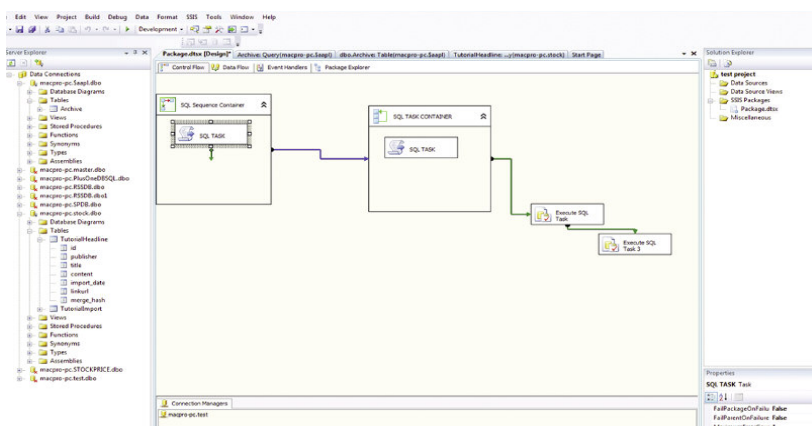 Edit View Project Build Debug Data Format SSIS Tools Window Help
Development
Server Explorer
Data Connections
macpro-pc.Saapl.dbo
Database Diagrams
Tables
Archive
Views
Stored Procedures
Functions
Synonyms
Types
Assemblies
macpro-pc.master.dbo
macpro-pc.PlusOneDBSQL.dbo
macpro-pc.RSSDB.dbo
macpro-pc.RSSDB.dbo1
macpro-pc.SPDB.dbo
macpro-pc.stock.dbo
Database Diagrams
Tables
TutorialHeadline
id
publisher
title
content
import_date
linkurl
merge_hash
TutorialImport
Views
Stored Procedures
Functions
Synonyms
Types
Assemblies
macpro-pc.STOCKPRICE.dbo
macpro-pc.test.dbo
Package.dtsx [Design]* Archive: Query(macpro-pc.Saapl) dbo.Archive: Table(macpro-pc.Saapl) TutorialHeadline: ...y(macpro-pc.stock) Start Page
Control Flow Data Flow Event Handlers Package Explorer
SQL Sequence Container
SQL TASK
SQL TASK CONTAINER
SQL TASK
Execute SQL
Task
Execute SQL
Task 3
Connection Managers
macpro-pc.test
Solution Explorer
test project
Data Sources
Data Source Views
SSIS Packages
Package.dtsx
Miscellaneous
Properties
SQL TASK Task
FailPackageOnFailu False
FailParentOnFailure False